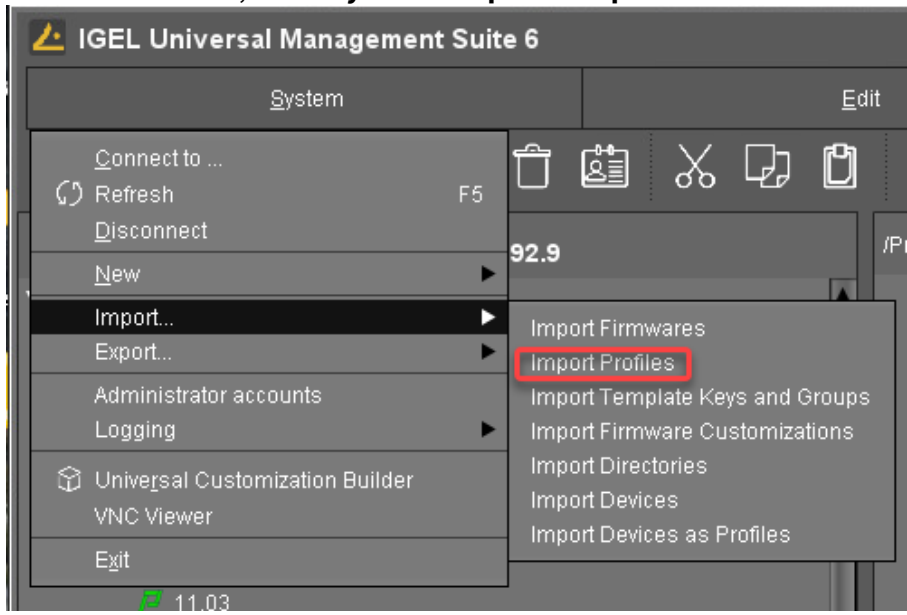 IGEL Universal Management Suite 6
System Edit
Connect to ...
Refresh F5
Disconnect
92.9
New
Import...
Import Firmwares
Export...
Import Profiles
Administrator accounts
Import Template Keys and Groups
Logging
Import Firmware Customizations
Universal Customization Builder
Import Directories
VNC Viewer
Import Devices
Import Devices as Profiles
Exit
11.03